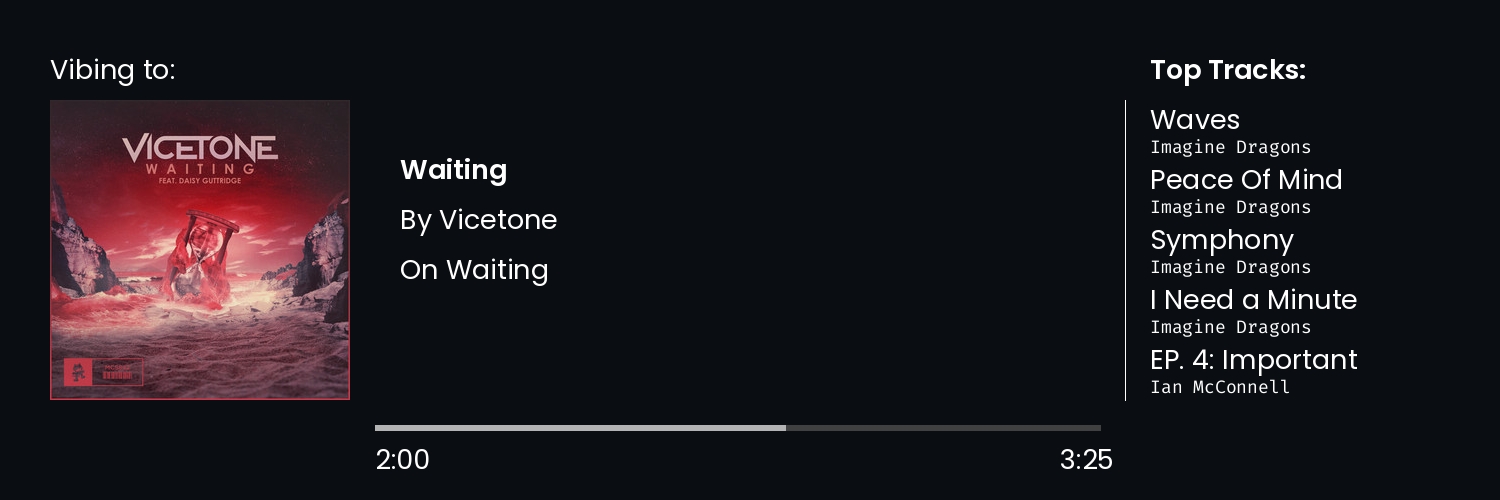 Vibing to:
VICETONE
WAITING
FEAT. DAISY GUTTRIDGE
Waiting
By Vicetone
On Waiting
2:00
3:25
Top Tracks:
Waves
Imagine Dragons
Peace Of Mind
Imagine Dragons
Symphony
Imagine Dragons
I Need a Minute
Imagine Dragons
EP. 4: Important
Ian McConnell